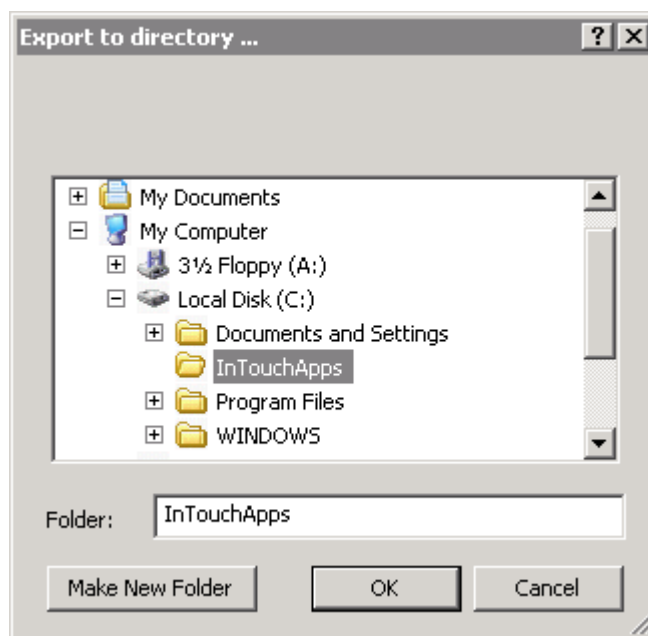 Export to directory ...
My Documents
My Computer
3½ Floppy (A:)
Local Disk (C:)
Documents and Settings
InTouchApps
Program Files
WINDOWS
Folder: InTouchApps
Make New Folder OK Cancel